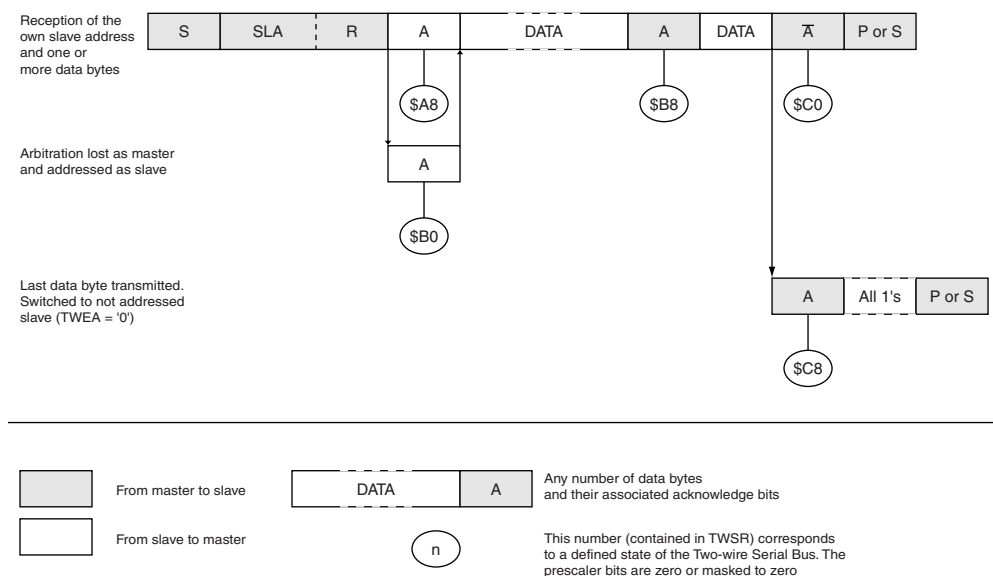 Reception of the
own slave address
and one or
more data bytes
S SLA R A DATA A DATA A̅ P or S
$A8 $B8 $C0
Arbitration lost as master
and addressed as slave
A
$B0
Last data byte transmitted.
Switched to not addressed
slave (TWEA = '0')
A All 1's P or S
$C8
From master to slave
DATA A
Any number of data bytes
and their associated acknowledge bits
From slave to master
n
This number (contained in TWSR) corresponds
to a defined state of the Two-wire Serial Bus. The
prescaler bits are zero or masked to zero